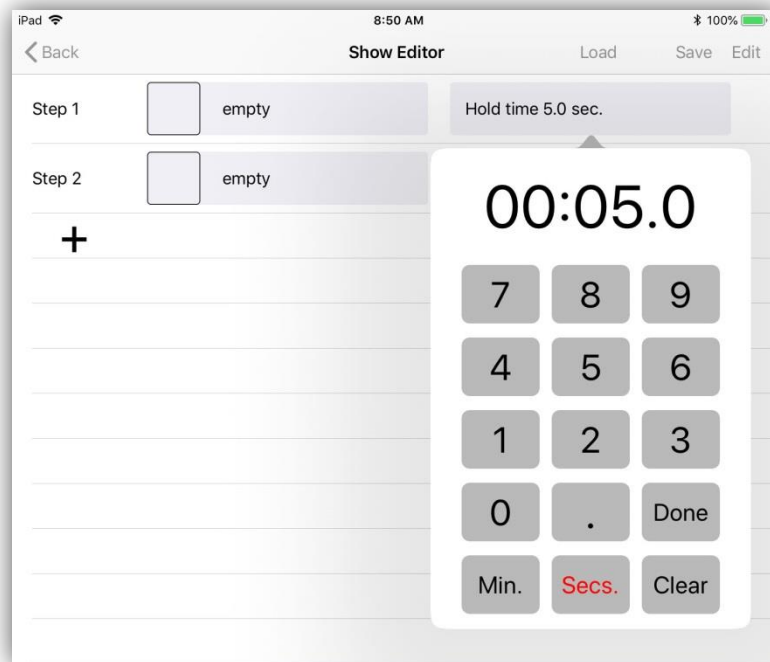 iPad 8:50 AM 100%
Back Show Editor Load Save Edit
Step 1 empty Hold time 5.0 sec.
Step 2 empty
+
00:05.0
7 8 9
4 5 6
1 2 3
0 . Done
Min. Secs. Clear